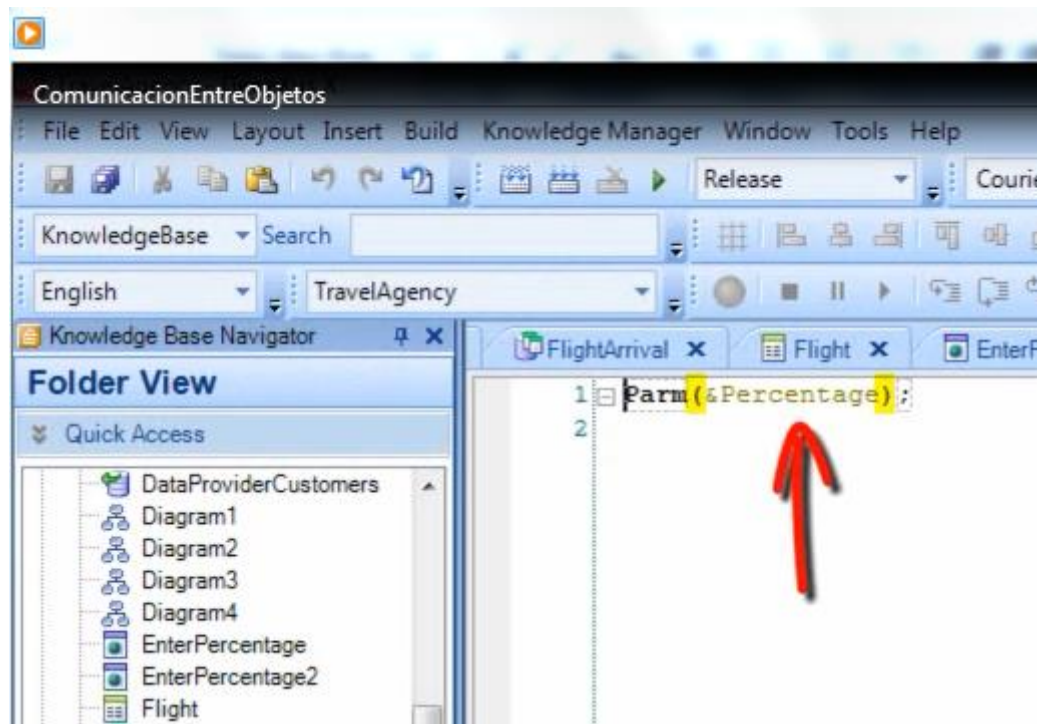 ComunicacionEntreObjetos
File Edit View Layout Insert Build Knowledge Manager Window Tools Help
Release Courie
KnowledgeBase Search
English TravelAgency
Knowledge Base Navigator
FlightArrival Flight EnterP
Folder View
1 Parm(&Percentage);
2
Quick Access
DataProviderCustomers
Diagram1
Diagram2
Diagram3
Diagram4
EnterPercentage
EnterPercentage2
Flight